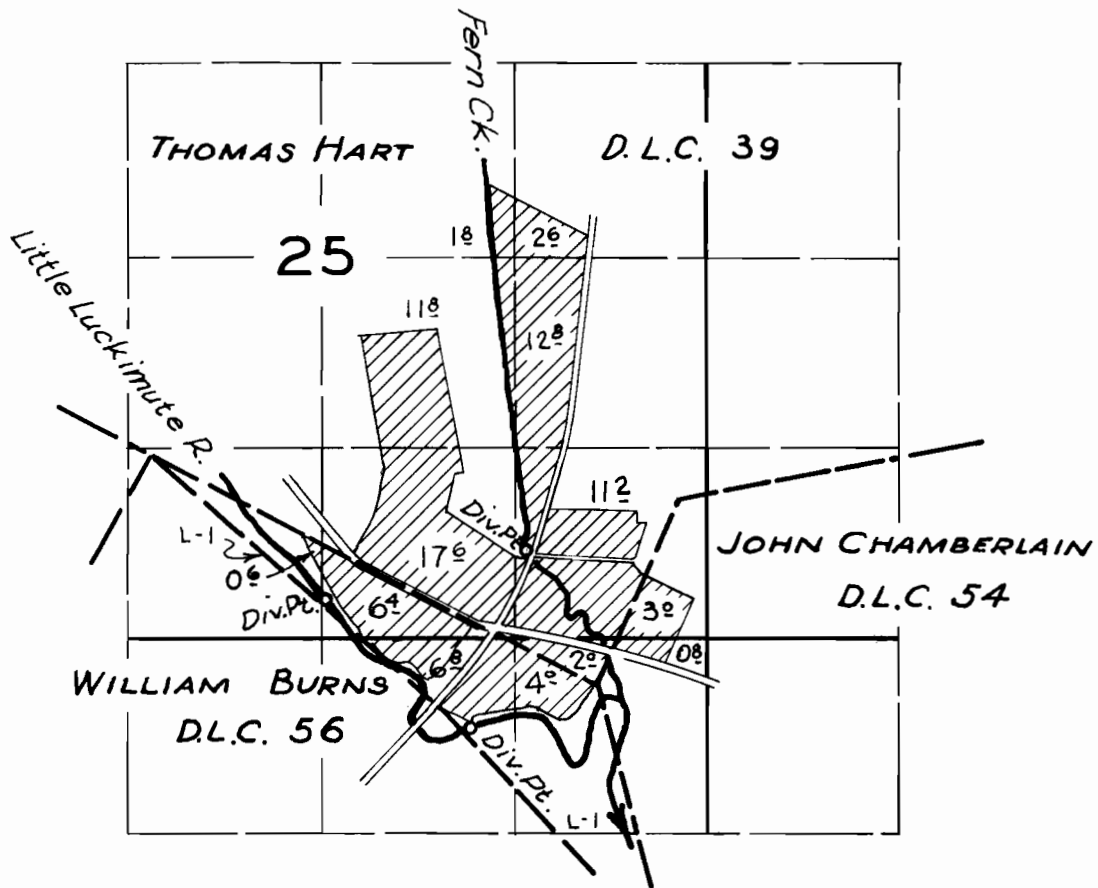 Fern Ck.
THOMAS HART
D.L.C. 39
25
1 8
2 6
Little Luckimute R.
11 8
12 8
11 2
Div. Pt.
L-1
17 6
JOHN CHAMBERLAIN
D.L.C. 54
0 6
Div. Pt.
6 4
3 0
6 8
2 0
0 8
4 0
WILLIAM BURNS
D.L.C. 56
Div. Pt.
L-1